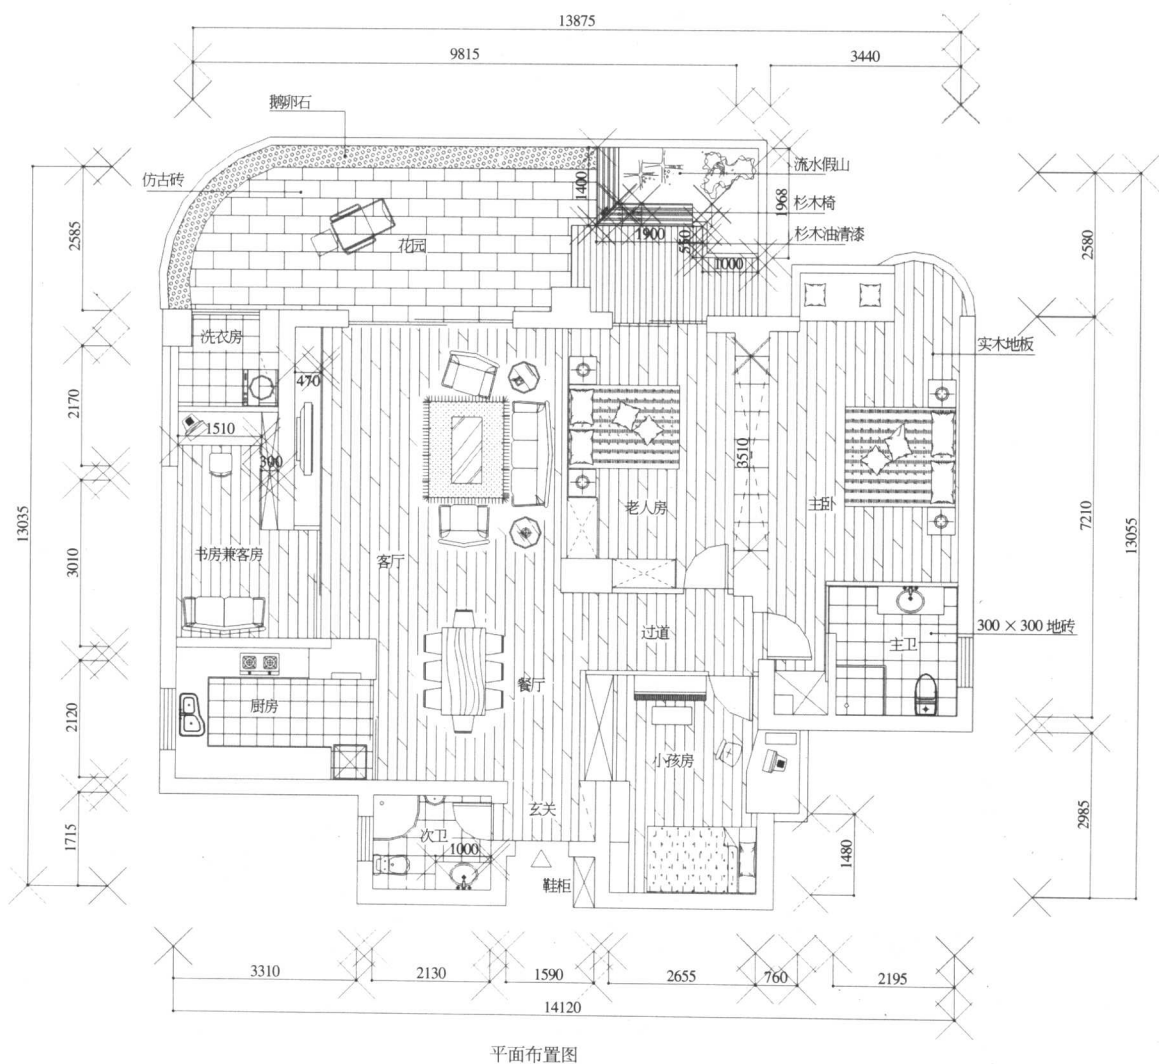 13875
9815
3440
鹅卵石
仿古砖
1400
流水假山
1968
杉木椅
杉木油清漆
1900
550
1000
花园
2585
2580
洗衣房
实木地板
470
2170
1510
300
3510
老人房
主卧
13035
7210
13055
3010
书房兼客房
客厅
过道
300×300 地砖
主卫
餐厅
厨房
2120
小孩房
玄关
次卫
1715
1000
1480
2985
鞋柜
3310
2130
1590
2655
760
2195
14120
平面布置图